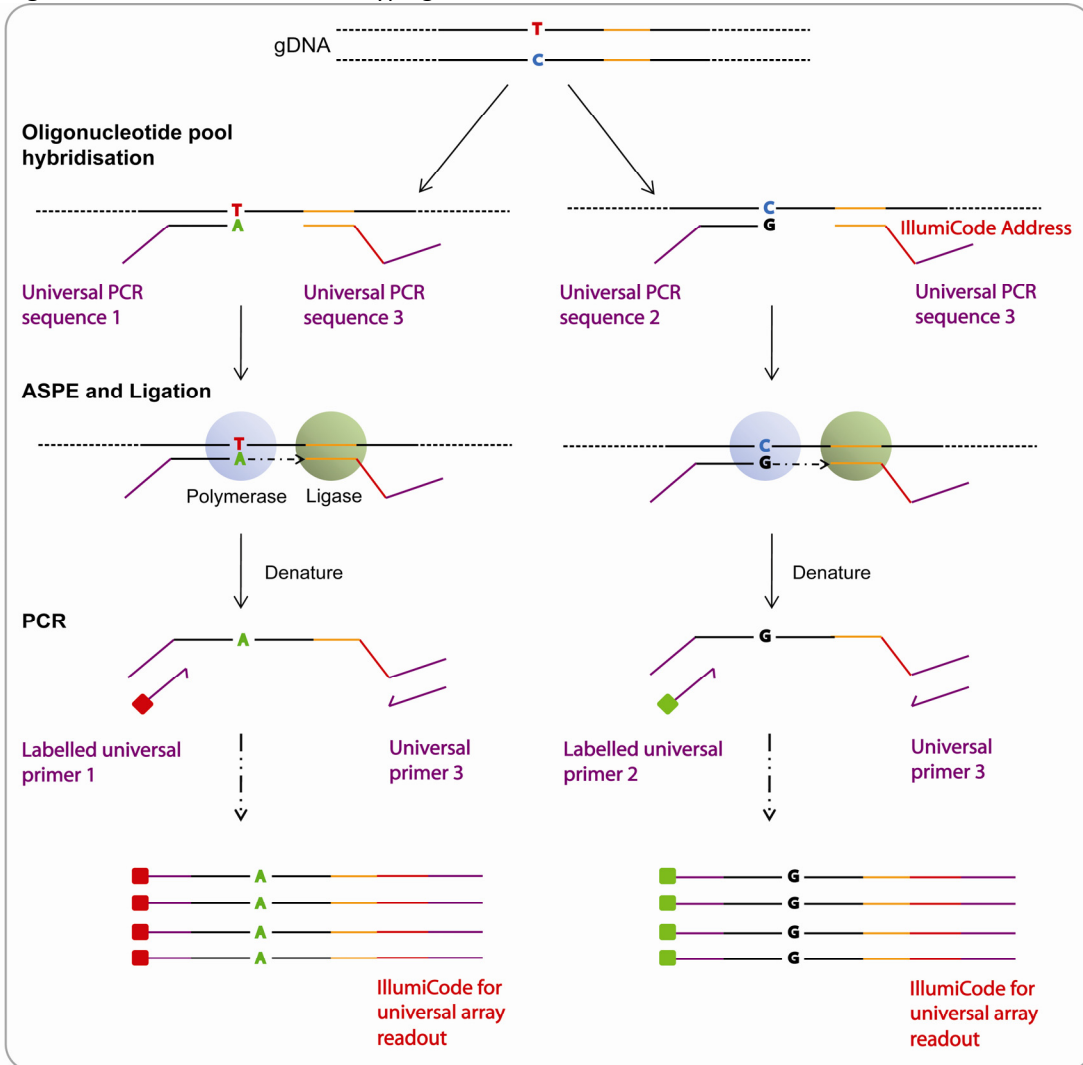 T
gDNA
C
Oligonucleotide pool
hybridisation
T
A
C
G
IllumiCode Address
Universal PCR
sequence 1
Universal PCR
sequence 3
Universal PCR
sequence 2
Universal PCR
sequence 3
ASPE and Ligation
T
A
Polymerase
Ligase
C
G
Denature
Denature
PCR
A
G
Labelled universal
primer 1
Universal
primer 3
Labelled universal
primer 2
Universal
primer 3
A
A
A
A
G
G
G
G
IllumiCode for
universal array
readout
IllumiCode for
universal array
readout